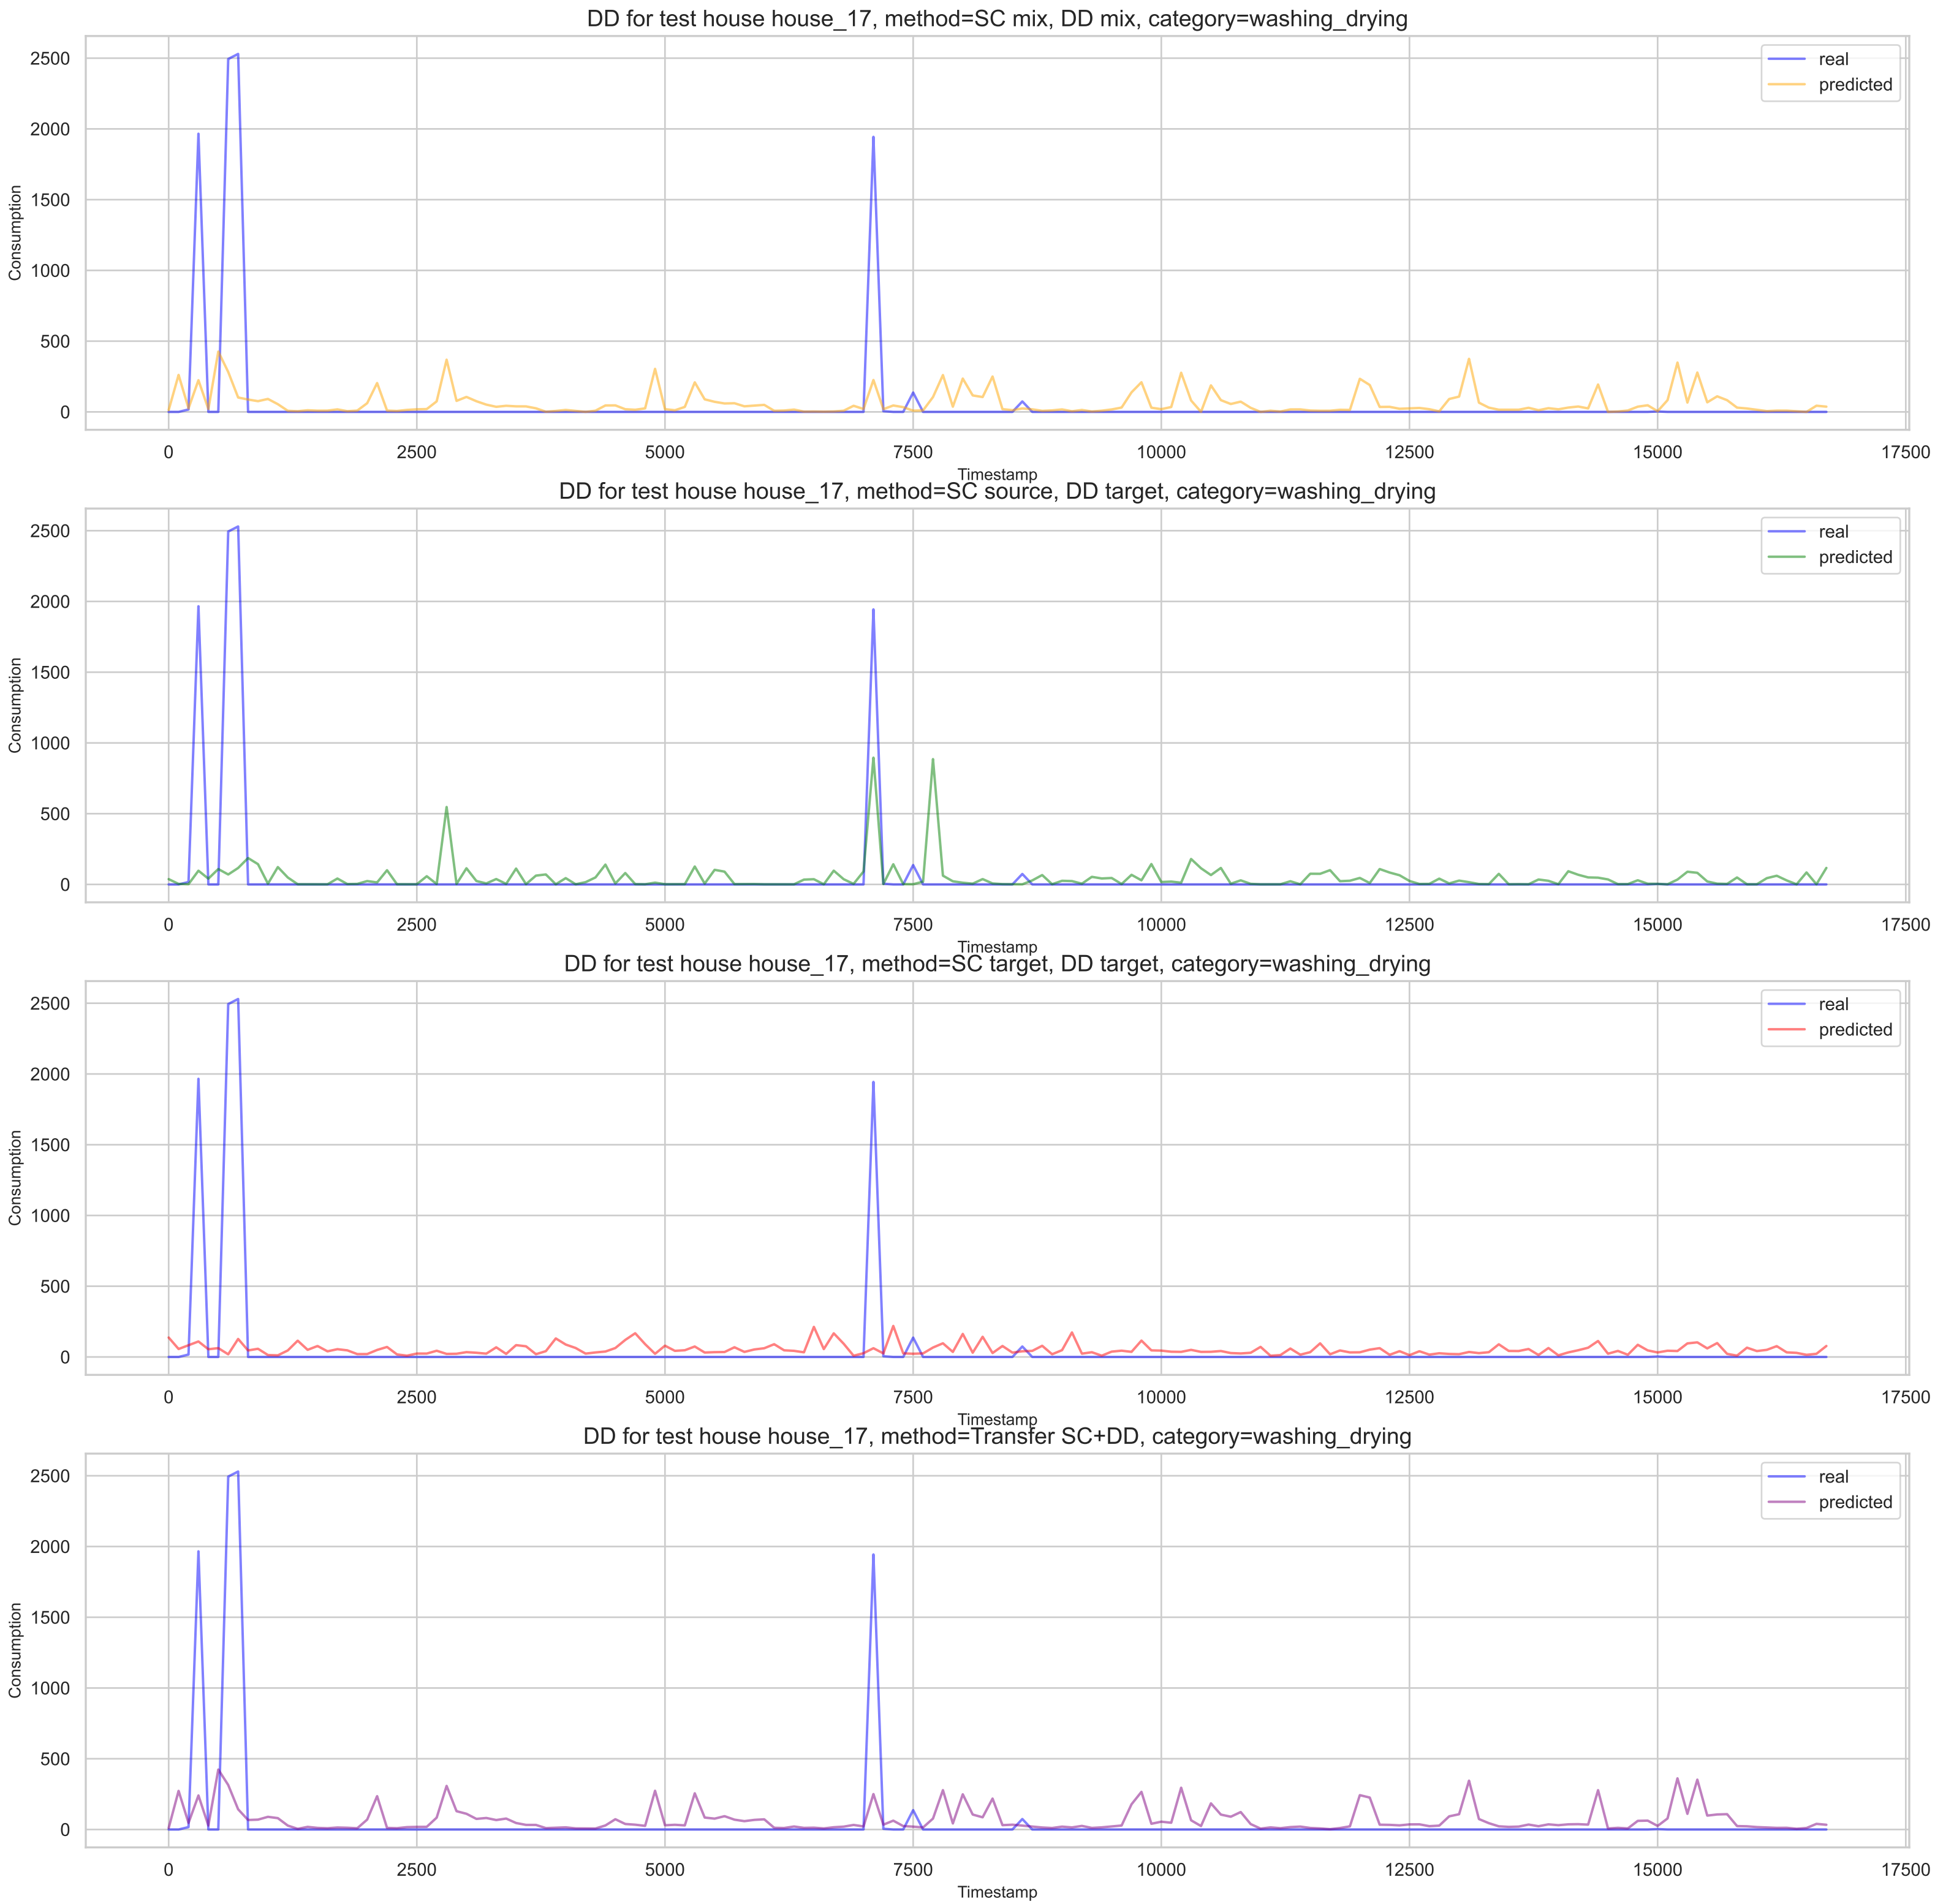 DD for test house house_17, method=SC mix, DD mix, category=washing_drying
2500
2000
1500
1000
500
0
Consumption
real
predicted
0 2500 5000 7500 10000 12500 15000 17500
Timestamp
DD for test house house_17, method=SC source, DD target, category=washing_drying
2500
2000
1500
1000
500
0
Consumption
real
predicted
0 2500 5000 7500 10000 12500 15000 17500
Timestamp
DD for test house house_17, method=SC target, DD target, category=washing_drying
2500
2000
1500
1000
500
0
Consumption
real
predicted
0 2500 5000 7500 10000 12500 15000 17500
Timestamp
DD for test house house_17, method=Transfer SC+DD, category=washing_drying
2500
2000
1500
1000
500
0
Consumption
real
predicted
0 2500 5000 7500 10000 12500 15000 17500
Timestamp